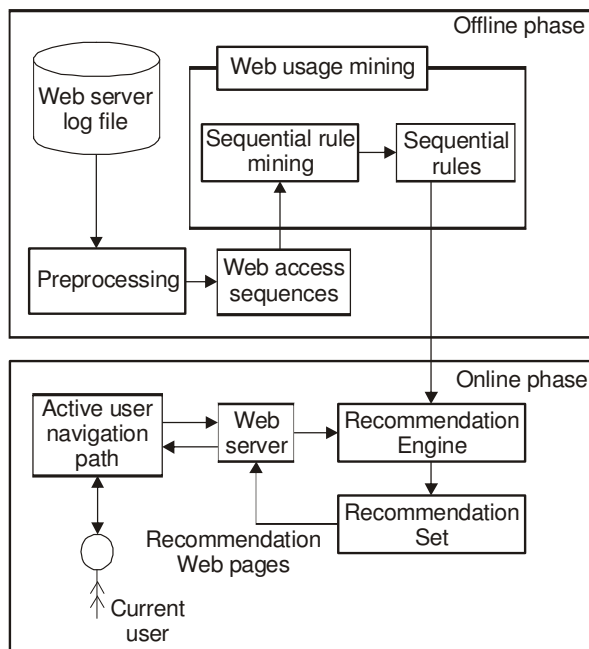 Offline phase
Web usage mining
Web server
log file
Sequential rule
mining
Sequential
rules
Preprocessing
Web access
sequences
Online phase
Active user
navigation
path
Web
server
Recommendation
Engine
Recommendation
Set
Recommendation
Web pages
Current
user